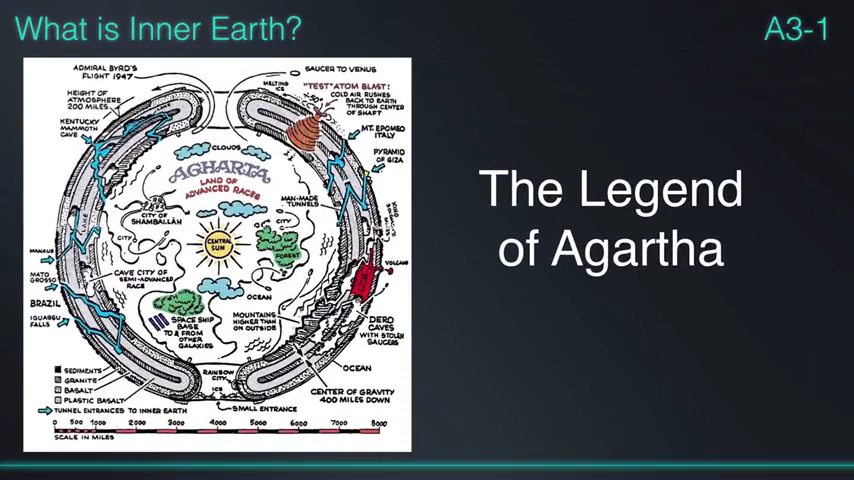 What is Inner Earth?
A3-1
ADMIRAL BYRD'S
FLIGHT 1947
SAUCER TO VENUS
MELTING
ICE
"TEST" ATOM BLAST!
COLD AIR RUSHES
BACK TO EARTH
THROUGH CENTER
OF SHAFT
HEIGHT OF
ATMOSPHERE
200 MILES
KENTUCKY
MAMMOTH
CAVE
MT. EPOMEO
ITALY
PYRAMID
OF GIZA
CLOUDS
AGHARTA
LAND OF
ADVANCED RACES
MAN-MADE
TUNNELS
CITY OF
SHAMBALLAH
CITY
CITY
CENTRAL
SUN
FOREST
VOLCANO
MANAUS
MATO
GROSSO
BRAZIL
IGUASSU
FALLS
CAVE CITY OF
SEMI-ADVANCED
RACE
OCEAN
SPACE SHIP
BASE
TO & FROM
OTHER
GALAXIES
MOUNTAINS
HIGHER THAN
ON OUTSIDE
DERO
CAVES
WITH STOLEN
SAUCERS
OCEAN
RAINBOW
CITY
ICE
CENTER OF GRAVITY
400 MILES DOWN
SMALL ENTRANCE
SEDIMENTS
GRANITE
BASALT
PLASTIC BASALT
TUNNEL ENTRANCES TO INNER EARTH
0 500 1000 2000 3000 4000 5000 6000 7000 8000
SCALE IN MILES
The Legend
of Agartha